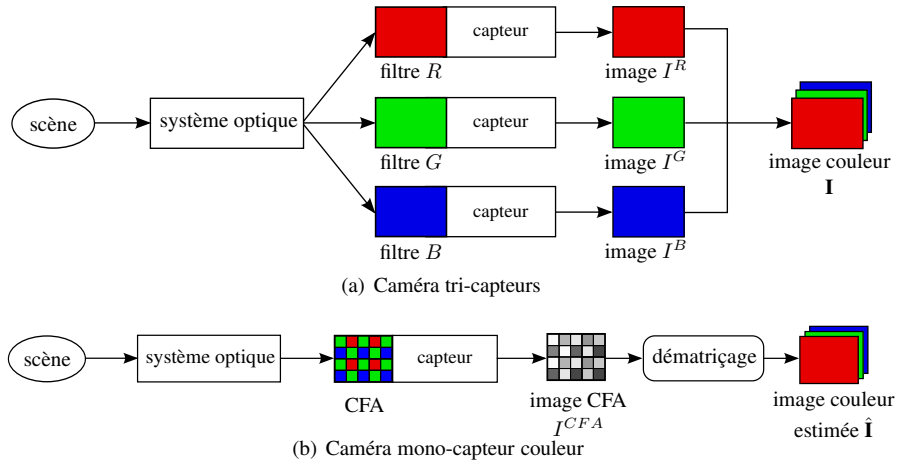 capteur
filtre R
image I^R
scène
système optique
capteur
filtre G
image I^G
image couleur
I
capteur
filtre B
image I^B
(a) Caméra tri-capteurs
scène
système optique
CFA
capteur
image CFA
I^{CFA}
dématriçage
image couleur
estimée Î
(b) Caméra mono-capteur couleur